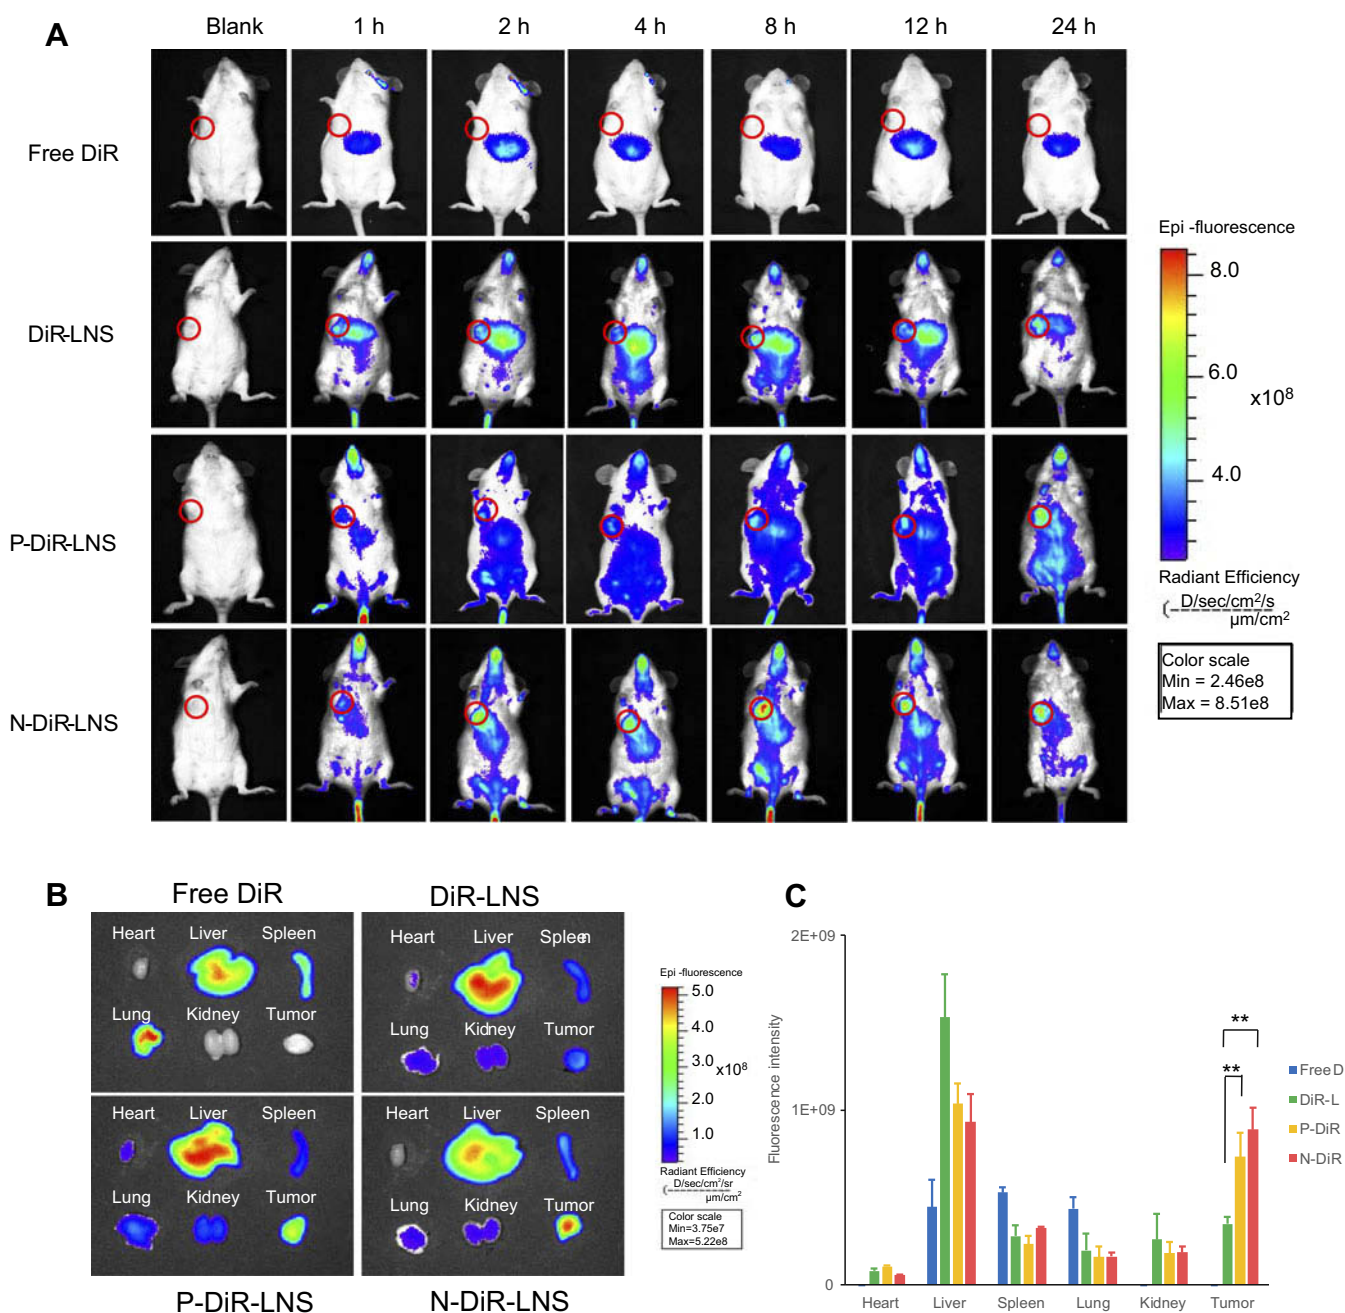 A
Blank 1 h 2 h 4 h 8 h 12 h 24 h
Free DiR
DiR-LNS
P-DiR-LNS
N-DiR-LNS
Epi -fluorescence
8.0
6.0
x10⁸
4.0
Radiant Efficiency
( D/sec/cm²/s
µm/cm²
Color scale
Min = 2.46e8
Max = 8.51e8
B
Free DiR DiR-LNS
Heart Liver Spleen
Lung Kidney Tumor
Heart Liver Spleen
Lung Kidney Tumor
Heart Liver Spleen
Lung Kidney Tumor
Heart Liver Spleen
Lung Kidney Tumor
P-DiR-LNS N-DiR-LNS
Epi -fluorescence
5.0
4.0
3.0
x10⁸
2.0
1.0
Radiant Efficiency
( D/sec/cm²/sr
µm/cm²
Color scale
Min=3.75e7
Max=5.22e8
C
Fluorescence intensity
2E+09
1E+09
0
Heart Liver Spleen Lung Kidney Tumor
**
**
Free D
DiR-L
P-DiR
N-DiR